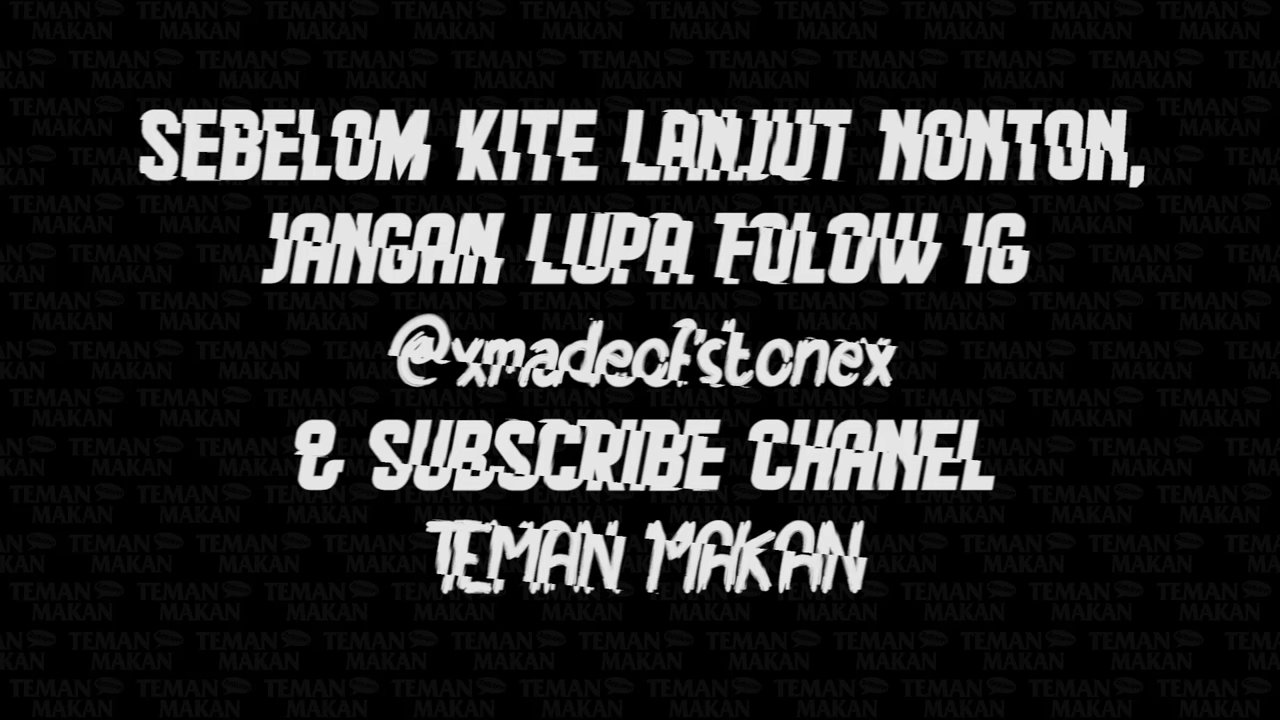 SEBELOM KITE LANJUT NONTON,
JANGAN LUPA FOLOW IG
@xmadeofstonex
& SUBSCRIBE CHANEL
TEMAN MAKAN